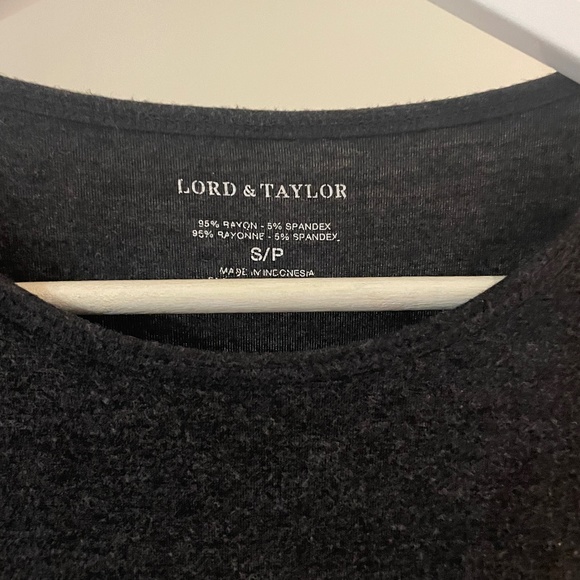 LORD & TAYLOR
95% RAYON - 5% SPANDEX
95% RAYONNE - 5% SPANDEX
S/P
MADE IN INDONESIA